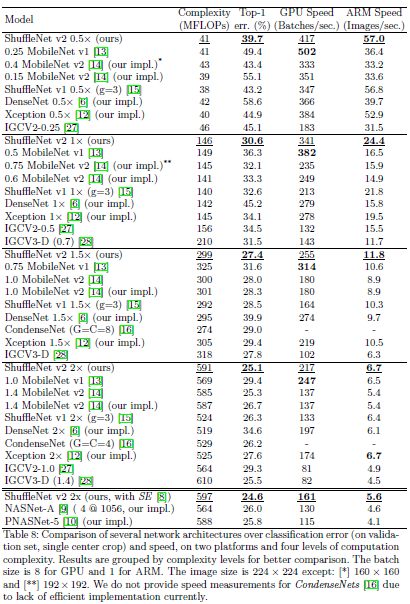 Model Complexity (MFLOPs) Top-1 err. (%) GPU Speed (Batches/sec.) ARM Speed (Images/sec.)
ShuffleNet v2 0.5× (ours) 41 39.7 417 57.0
0.25 MobileNet v1 [13] 41 49.4 502 36.4
0.4 MobileNet v2 [14] (our impl.)* 43 43.4 333 33.2
0.15 MobileNet v2 [14] (our impl.) 39 55.1 351 33.6
ShuffleNet v1 0.5× (g=3) [15] 38 43.2 347 56.8
DenseNet 0.5× [6] (our impl.) 42 58.6 366 39.7
Xception 0.5× [12] (our impl.) 40 44.9 384 52.9
IGCV2-0.25 [27] 46 45.1 183 31.5
ShuffleNet v2 1× (ours) 146 30.6 341 24.4
0.5 MobileNet v1 [13] 149 36.3 382 16.5
0.75 MobileNet v2 [14] (our impl.)** 145 32.1 235 15.9
0.6 MobileNet v2 [14] (our impl.) 141 33.3 249 14.9
ShuffleNet v1 1× (g=3) [15] 140 32.6 213 21.8
DenseNet 1× [6] (our impl.) 142 45.2 279 15.8
Xception 1× [12] (our impl.) 145 34.1 278 19.5
IGCV2-0.5 [27] 156 34.5 132 15.5
IGCV3-D (0.7) [28] 210 31.5 143 11.7
ShuffleNet v2 1.5× (ours) 299 27.4 255 11.8
0.75 MobileNet v1 [13] 325 31.6 314 10.6
1.0 MobileNet v2 [14] 300 28.0 180 8.9
1.0 MobileNet v2 [14] (our impl.) 301 28.3 180 8.9
ShuffleNet v1 1.5× (g=3) [15] 292 28.5 164 10.3
DenseNet 1.5× [6] (our impl.) 295 39.9 274 9.7
CondenseNet (G=C=8) [16] 274 29.0 - -
Xception 1.5× [12] (our impl.) 305 29.4 219 10.5
IGCV3-D [28] 318 27.8 102 6.3
ShuffleNet v2 2× (ours) 591 25.1 217 6.7
1.0 MobileNet v1 [13] 569 29.4 247 6.5
1.4 MobileNet v2 [14] 585 25.3 137 5.4
1.4 MobileNet v2 [14] (our impl.) 587 26.7 137 5.4
ShuffleNet v1 2× (g=3) [15] 524 26.3 133 6.4
DenseNet 2× [6] (our impl.) 519 34.6 197 6.1
CondenseNet (G=C=4) [16] 529 26.2 - -
Xception 2× [12] (our impl.) 525 27.6 174 6.7
IGCV2-1.0 [27] 564 29.3 81 4.9
IGCV3-D (1.4) [28] 610 25.5 82 4.5
ShuffleNet v2 2x (ours, with SE [8]) 597 24.6 161 5.6
NASNet-A [9] ( 4 @ 1056, our impl.) 564 26.0 130 4.6
PNASNet-5 [10] (our impl.) 588 25.8 115 4.1
Table 8: Comparison of several network architectures over classification error (on valida-
tion set, single center crop) and speed, on two platforms and four levels of computation
complexity. Results are grouped by complexity levels for better comparison. The batch
size is 8 for GPU and 1 for ARM. The image size is 224 × 224 except: [*] 160 × 160
and [**] 192 × 192. We do not provide speed measurements for CondenseNets [16] due
to lack of efficient implementation currently.